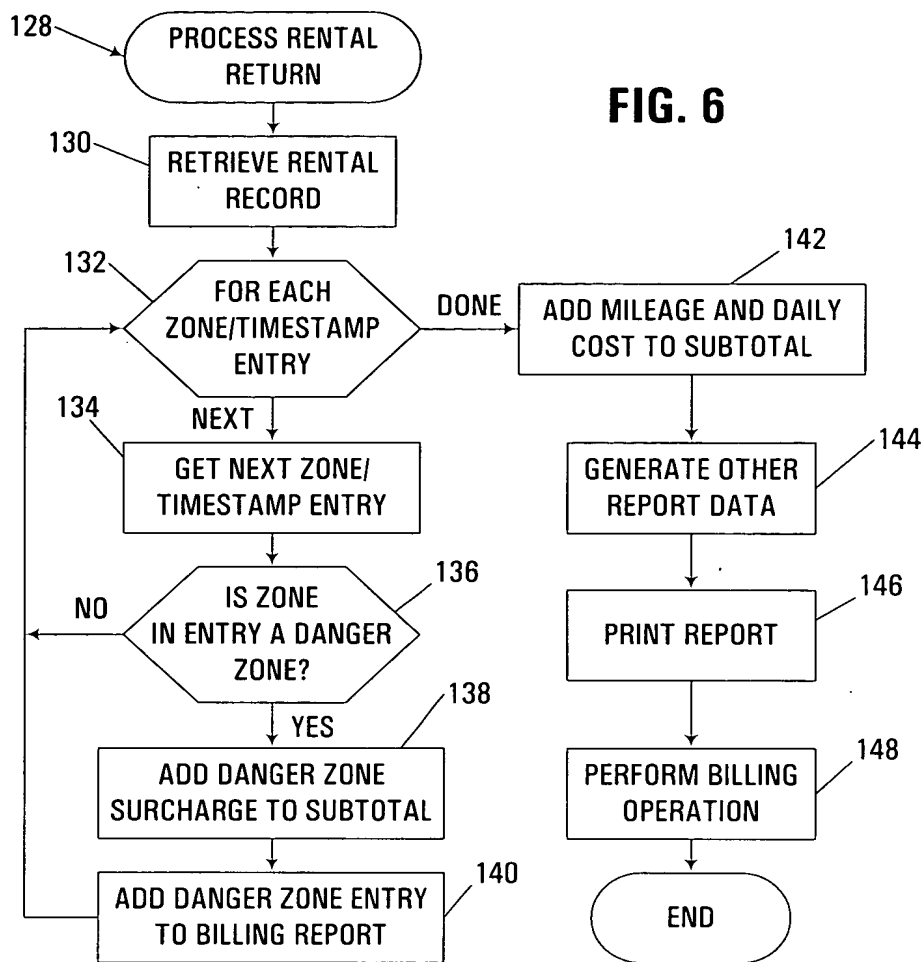 128
PROCESS RENTAL
RETURN
FIG. 6
130
RETRIEVE RENTAL
RECORD
132
FOR EACH
ZONE/TIMESTAMP
ENTRY
DONE
142
ADD MILEAGE AND DAILY
COST TO SUBTOTAL
NEXT
134
GET NEXT ZONE/
TIMESTAMP ENTRY
144
GENERATE OTHER
REPORT DATA
136
IS ZONE
IN ENTRY A DANGER
ZONE?
NO
YES
146
PRINT REPORT
138
ADD DANGER ZONE
SURCHARGE TO SUBTOTAL
148
PERFORM BILLING
OPERATION
140
ADD DANGER ZONE ENTRY
TO BILLING REPORT
END